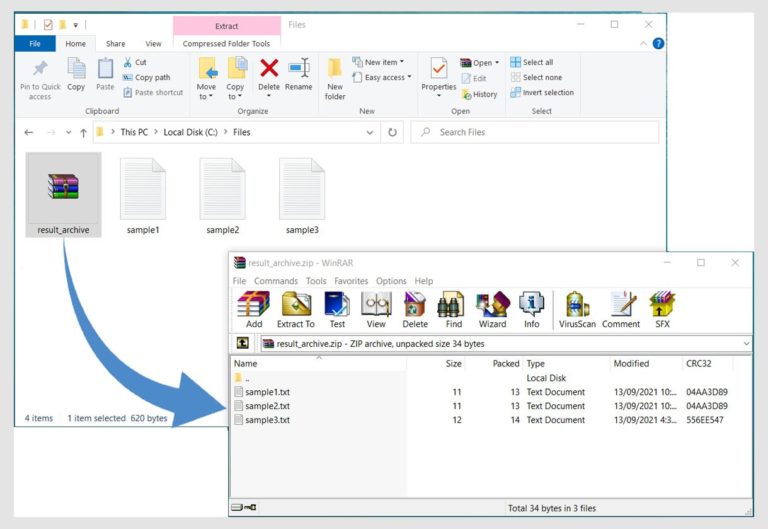 Extract
Files
File
Home
Share
View
Compressed Folder Tools
Pin to Quick access
Copy
Paste
Cut
Copy path
Paste shortcut
Clipboard
Move to
Copy to
Delete
Rename
Organize
New folder
New item
Easy access
New
Properties
Open
Edit
History
Open
Select all
Select none
Invert selection
Select
This PC > Local Disk (C:) > Files
Search Files
result_archive
sample1
sample2
sample3
4 items 1 item selected 620 bytes
result_archive.zip - WinRAR
File Commands Tools Favorites Options Help
Add Extract To Test View Delete Find Wizard Info VirusScan Comment SFX
result_archive.zip - ZIP archive, unpacked size 34 bytes
Name Size Packed Type Modified CRC32
.. Local Disk
sample1.txt 11 13 Text Document 13/09/2021 10:... 04AA3D89
sample2.txt 11 13 Text Document 13/09/2021 10:... 04AA3D89
sample3.txt 12 14 Text Document 13/09/2021 4:3... 556EE547
Total 34 bytes in 3 files